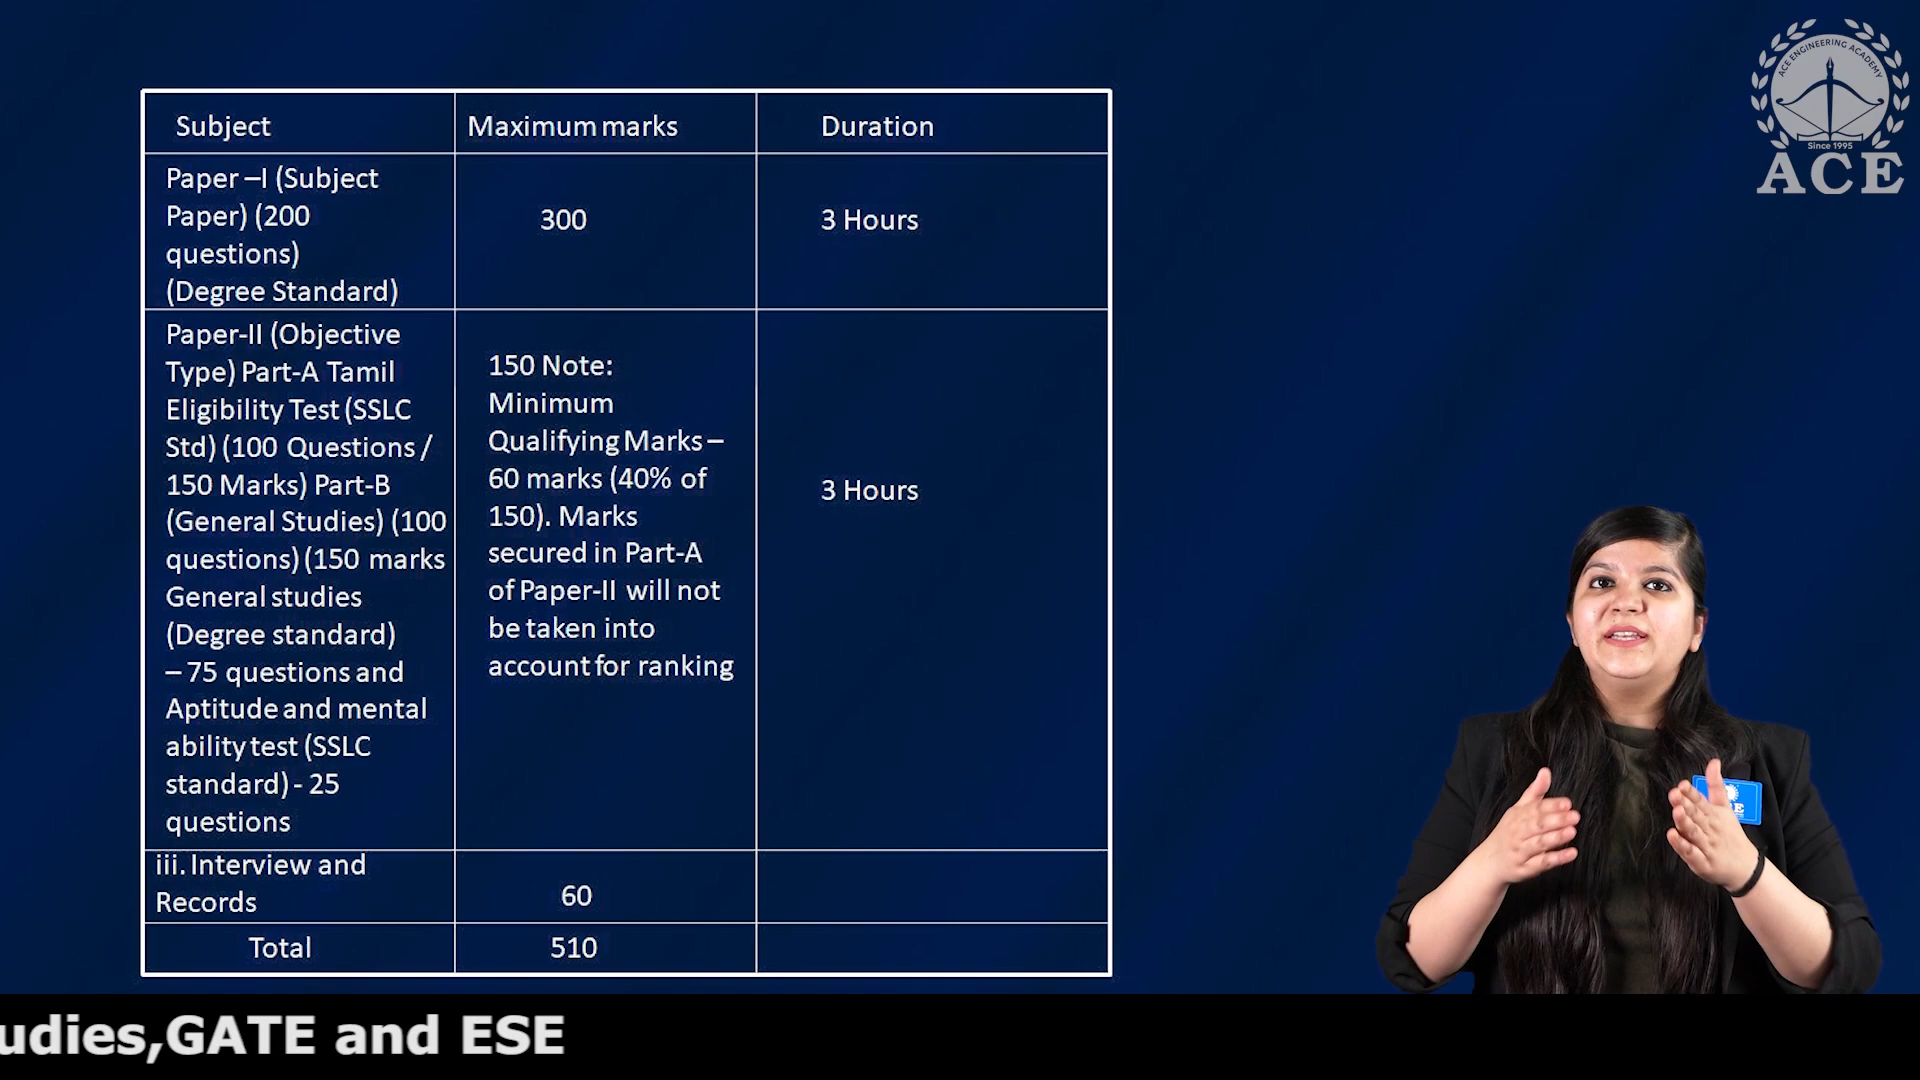 Subject
Maximum marks
Duration
Paper –I (Subject
Paper) (200
questions)
(Degree Standard)
300
3 Hours
Paper-II (Objective
Type) Part-A Tamil
Eligibility Test (SSLC
Std) (100 Questions /
150 Marks) Part-B
(General Studies) (100
questions) (150 marks
General studies
(Degree standard)
– 75 questions and
Aptitude and mental
ability test (SSLC
standard) - 25
questions
150 Note:
Minimum
Qualifying Marks –
60 marks (40% of
150). Marks
secured in Part-A
of Paper-II will not
be taken into
account for ranking
3 Hours
iii. Interview and
Records
60
Total
510
ACE ENGINEERING ACADEMY
Since 1995
ACE
udies,GATE and ESE